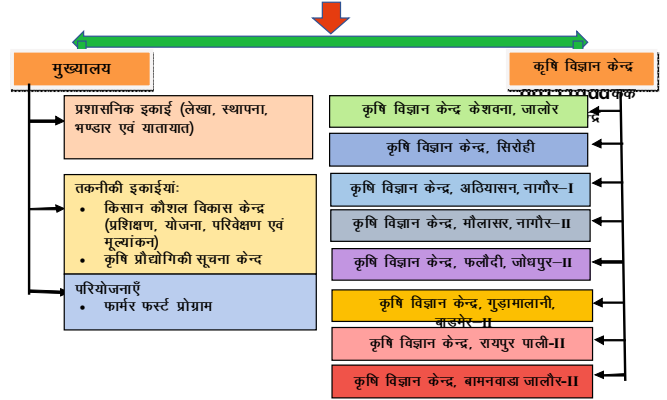 मुख्यालय
प्रशासनिक इकाई (लेखा, स्थापना,
भण्डार एवं यातायात)
तकनीकी इकाईयांः
• किसान कौशल विकास केन्द्र
(प्रशिक्षण, योजना, परिवेक्षण एवं
मूल्यांकन)
• कृषि प्रौद्योगिकी सूचना केन्द
परियोजनाएँ
• फार्मर फर्स्ट प्रोग्राम
कृषि विज्ञान केन्द्र
कृषि विज्ञान केन्द्र केशवना, जालोर
कृषि विज्ञान केन्द्र, सिरोही
कृषि विज्ञान केन्द्र, अठियासन, नागौर–I
कृषि विज्ञान केन्द्र, मौलासर, नागौर–II
कृषि विज्ञान केन्द्र, फलौदी, जोधपुर–II
कृषि विज्ञान केन्द्र, गुड़ामालानी,
बाड़मेर–II
कृषि विज्ञान केन्द्र, रायपुर पाली-II
कृषि विज्ञान केन्द्र, बामनवाडा जालौर-II